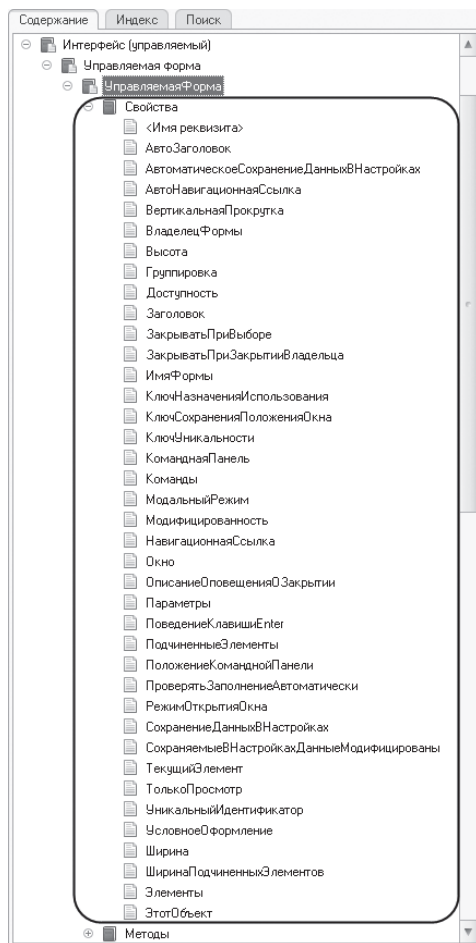 Содержание Индекс Поиск
Интерфейс (управляемый)
Управляемая форма
УправляемаяФорма
Свойства
<Имя реквизита>
АвтоЗаголовок
АвтоматическоеСохранениеДанныхВНастройках
АвтоНавигационнаяСсылка
ВертикальнаяПрокрутка
ВладелецФормы
Высота
Группировка
Доступность
Заголовок
ЗакрыватьПриВыборе
ЗакрыватьПриЗакрытииВладельца
ИмяФормы
КлючНазначенияИспользования
КлючСохраненияПоложенияОкна
КлючУникальности
КоманднаяПанель
Команды
МодальныйРежим
Модифицированность
НавигационнаяСсылка
Окно
ОписаниеОповещенияОЗакрытии
Параметры
ПоведениеКлавишиEnter
ПодчиненныеЭлементы
ПоложениеКоманднойПанели
ПроверятьЗаполнениеАвтоматически
РежимОткрытияОкна
СохранениеДанныхВНастройках
СохраняемыеВНастройкахДанныеМодифицированы
ТекущийЭлемент
ТолькоПросмотр
УникальныйИдентификатор
УсловноеОформление
Ширина
ШиринаПодчиненныхЭлементов
Элементы
ЭтотОбъект
Методы